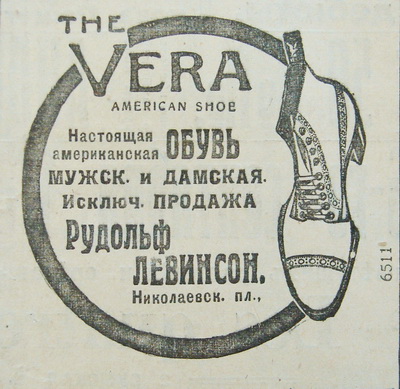 THE
VERA
AMERICAN SHOE
Настоящая
американская ОБУВЬ
МУЖСК. и ДАМСКАЯ.
Исключ. ПРОДАЖА
Рудольф
ЛЕВИНСОН.
Николаевск. пл.,
6511